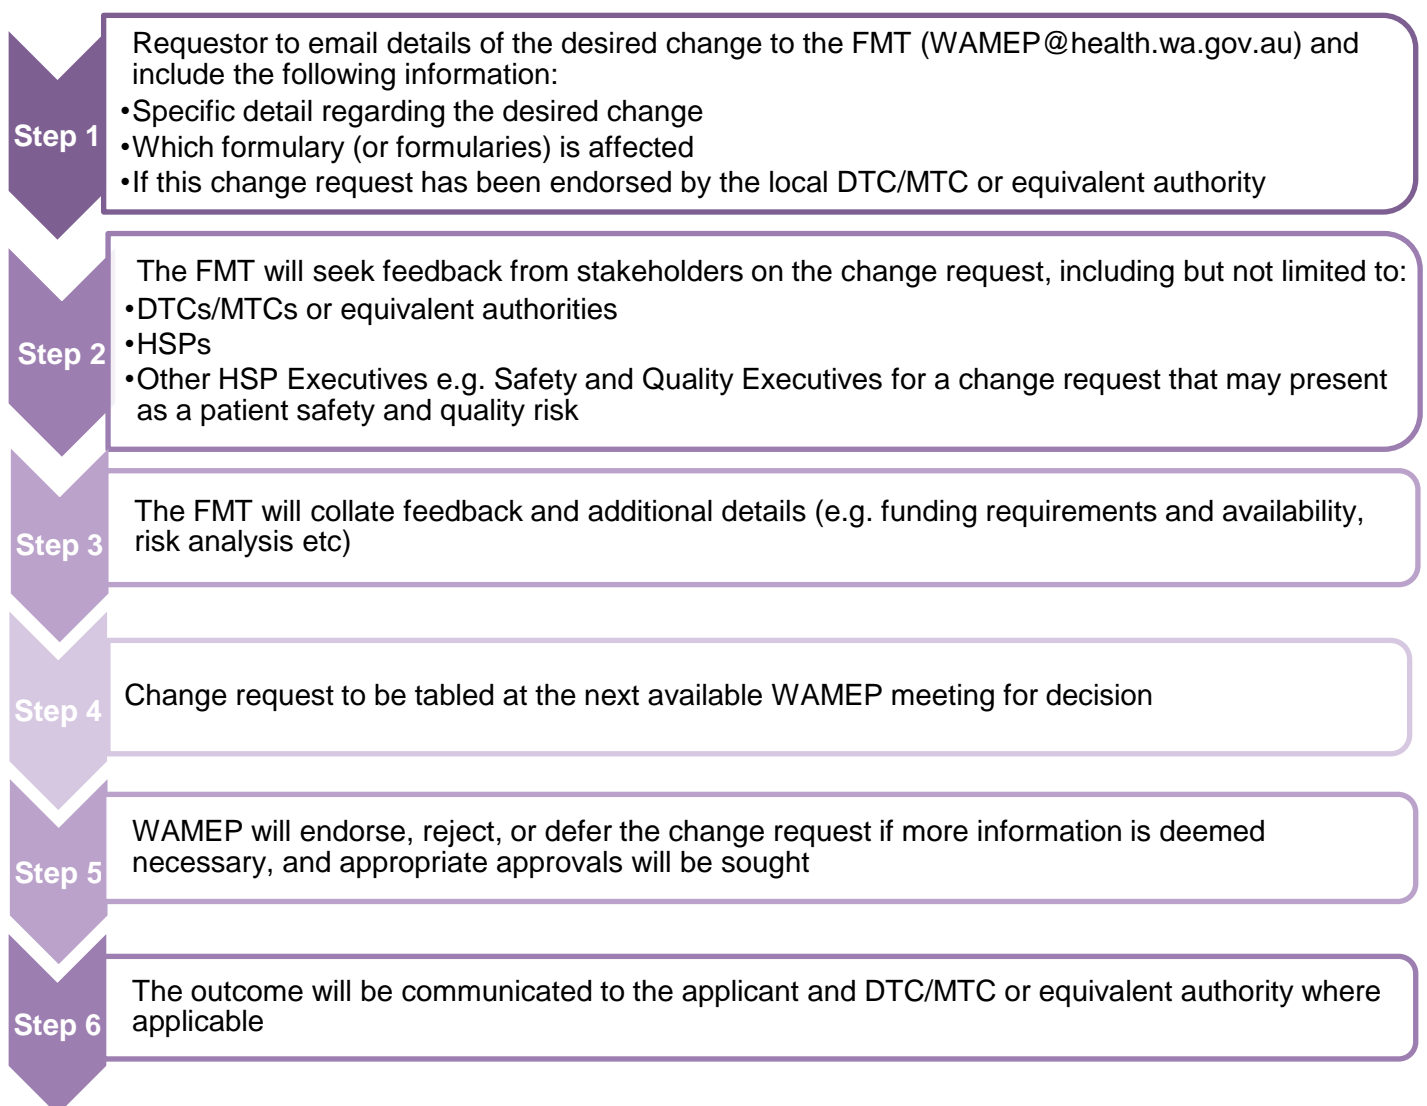 Step 1
Requestor to email details of the desired change to the FMT (WAMEP@health.wa.gov.au) and
include the following information:
•Specific detail regarding the desired change
•Which formulary (or formularies) is affected
•If this change request has been endorsed by the local DTC/MTC or equivalent authority
Step 2
The FMT will seek feedback from stakeholders on the change request, including but not limited to:
•DTCs/MTCs or equivalent authorities
•HSPs
•Other HSP Executives e.g. Safety and Quality Executives for a change request that may present
as a patient safety and quality risk
Step 3
The FMT will collate feedback and additional details (e.g. funding requirements and availability,
risk analysis etc)
Step 4
Change request to be tabled at the next available WAMEP meeting for decision
Step 5
WAMEP will endorse, reject, or defer the change request if more information is deemed
necessary, and appropriate approvals will be sought
Step 6
The outcome will be communicated to the applicant and DTC/MTC or equivalent authority where
applicable